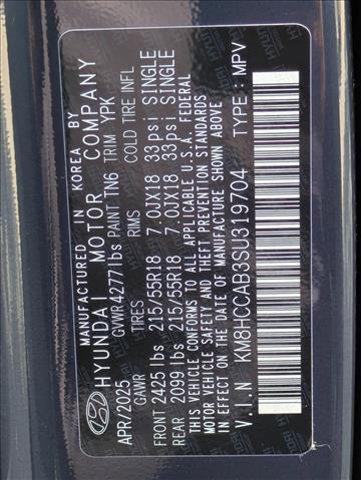 MANUFACTURED IN KOREA BY
HYUNDAI MOTOR COMPANY
APR/2025 GVWR 4277lbs PAINT TN6 TRIM YPK
GAWR TIRES RIMS COLD TIRE INFL
FRONT 2425 lbs 215/55R18 7.0JX18 33psi SINGLE
REAR 2099 lbs 215/55R18 7.0JX18 33psi SINGLE
THIS VEHICLE CONFORMS TO ALL APPLICABLE U.S.A. FEDERAL
MOTOR VEHICLE SAFETY AND THEFT PREVENTION STANDARDS
IN EFFECT ON THE DATE OF MANUFACTURE SHOWN ABOVE
V.I.N KM8HCCAB3SU319704 TYPE : MPV